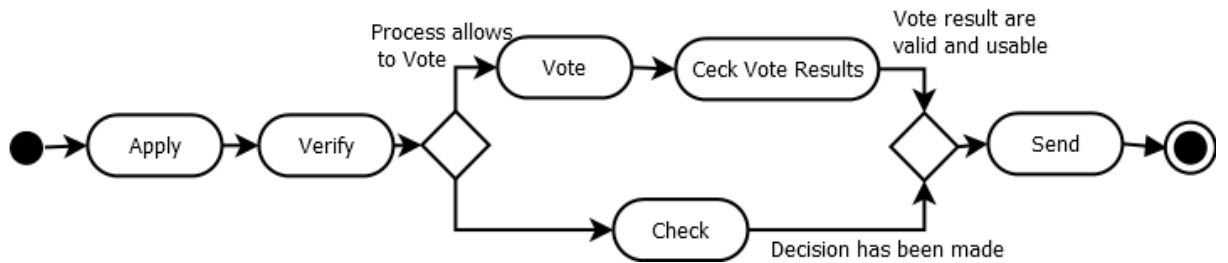 Process allows
to Vote
Vote
Ceck Vote Results
Vote result are
valid and usable
Apply
Verify
Send
Check
Decision has been made